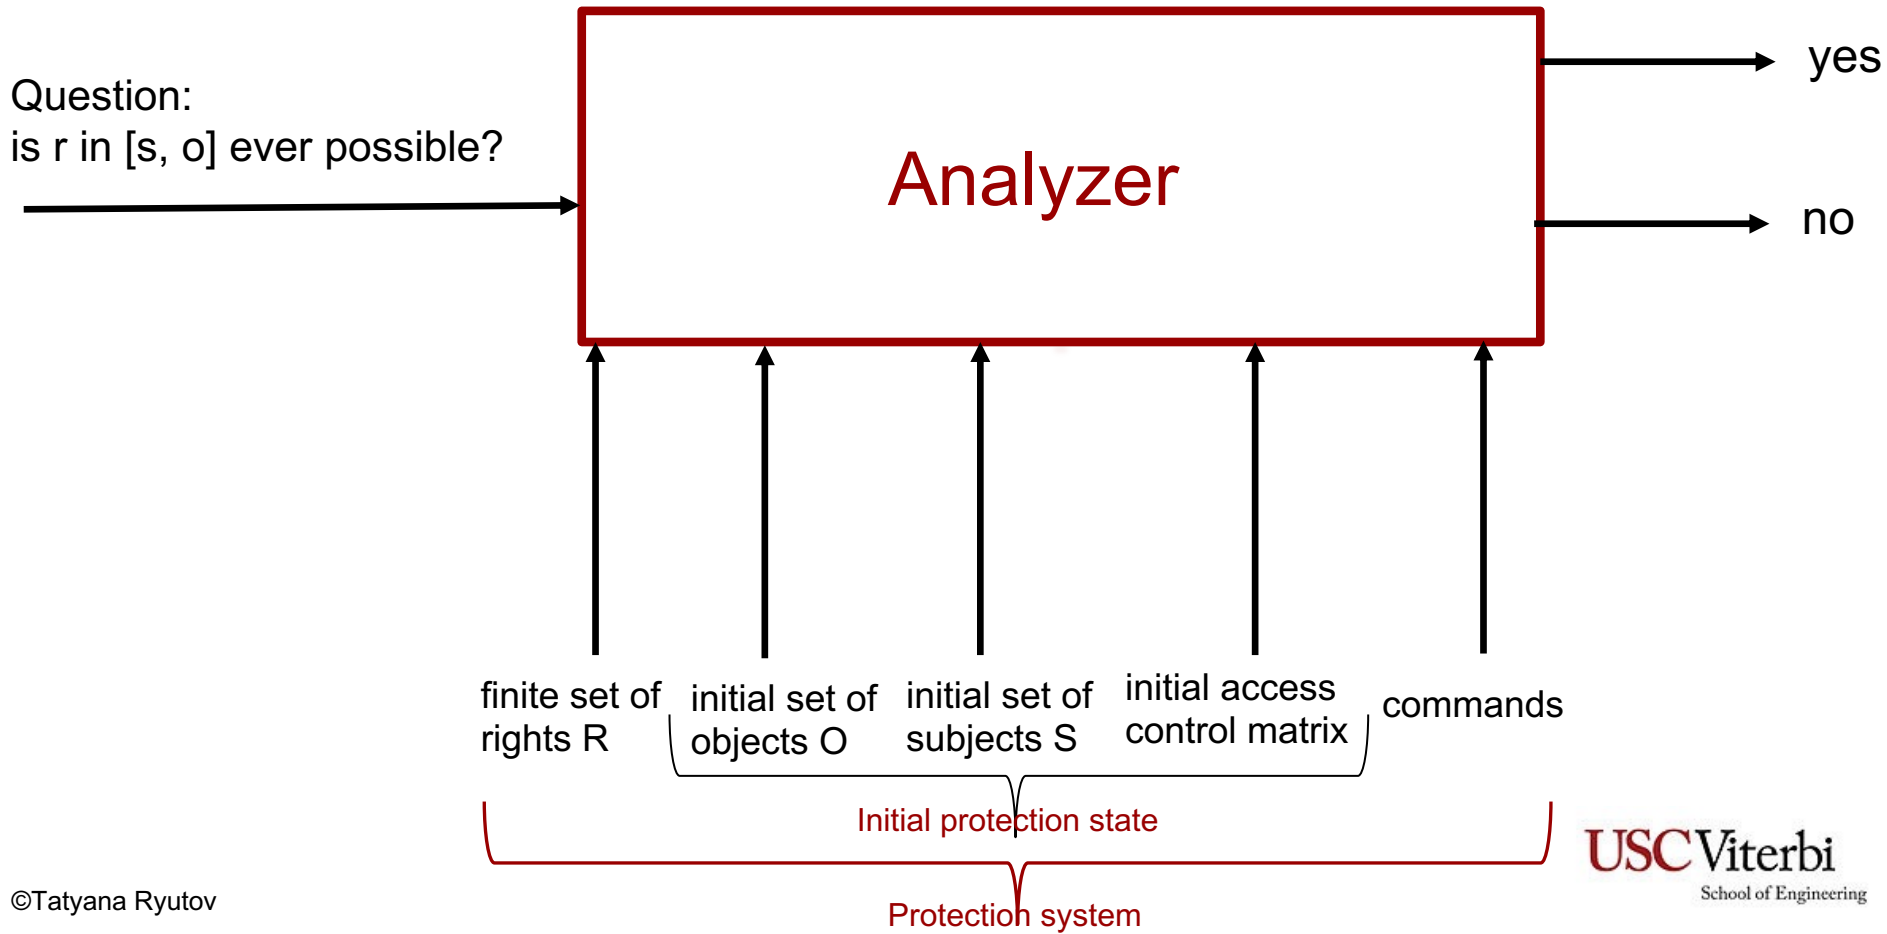 Question:
is r in [s, o] ever possible?
Analyzer
yes
no
finite set of
rights R
initial set of
objects O
initial set of
subjects S
initial access
control matrix
commands
Initial protection state
Protection system
©Tatyana Ryutov
USC Viterbi
School of Engineering